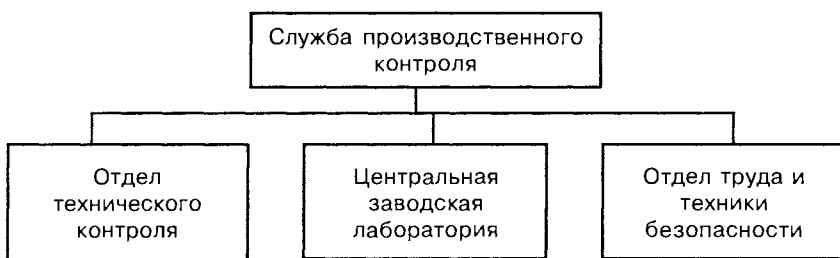 Служба производственного
контроля
Отдел
технического
контроля
Центральная
заводская
лаборатория
Отдел труда и
техники
безопасности